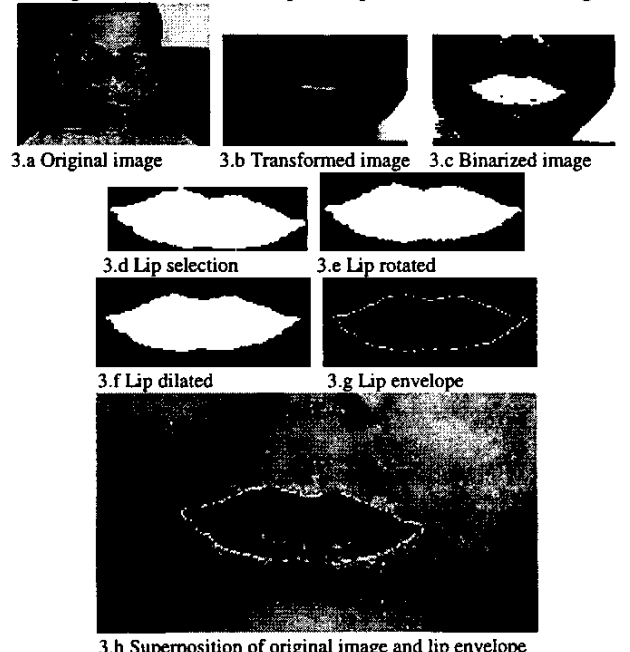 3.a Original image 3.b Transformed image 3.c Binarized image
3.d Lip selection 3.e Lip rotated
3.f Lip dilated 3.g Lip envelope
3.h Superposition of original image and lip envelope